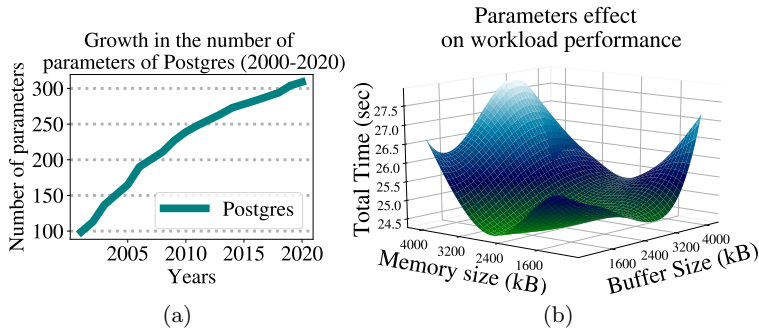 Growth in the number of
parameters of Postgres (2000-2020)
Number of parameters
300
250
200
150
100
Postgres
2005 2010 2015 2020
Years
(a)
Parameters effect
on workload performance
Total Time (sec)
27.5
27.0
26.5
26.0
25.5
25.0
24.5
4000 3200 2400 1600
Memory size (kB)
1600 2400 3200 4000
Buffer Size (kB)
(b)